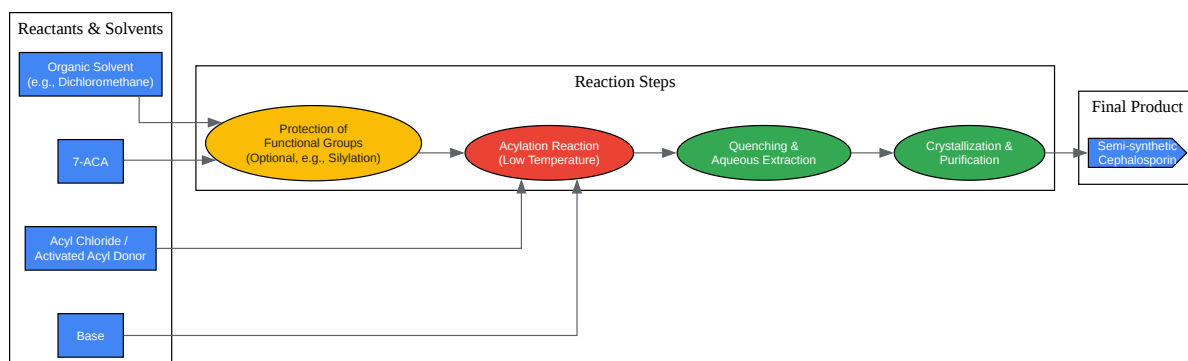 Reactants & Solvents
Organic Solvent
(e.g., Dichloromethane)
7-ACA
Acyl Chloride /
Activated Acyl Donor
Base
Reaction Steps
Protection of
Functional Groups
(Optional, e.g., Silylation)
Acylation Reaction
(Low Temperature)
Quenching &
Aqueous Extraction
Crystallization &
Purification
Final Product
Semi-synthetic
Cephalosporin